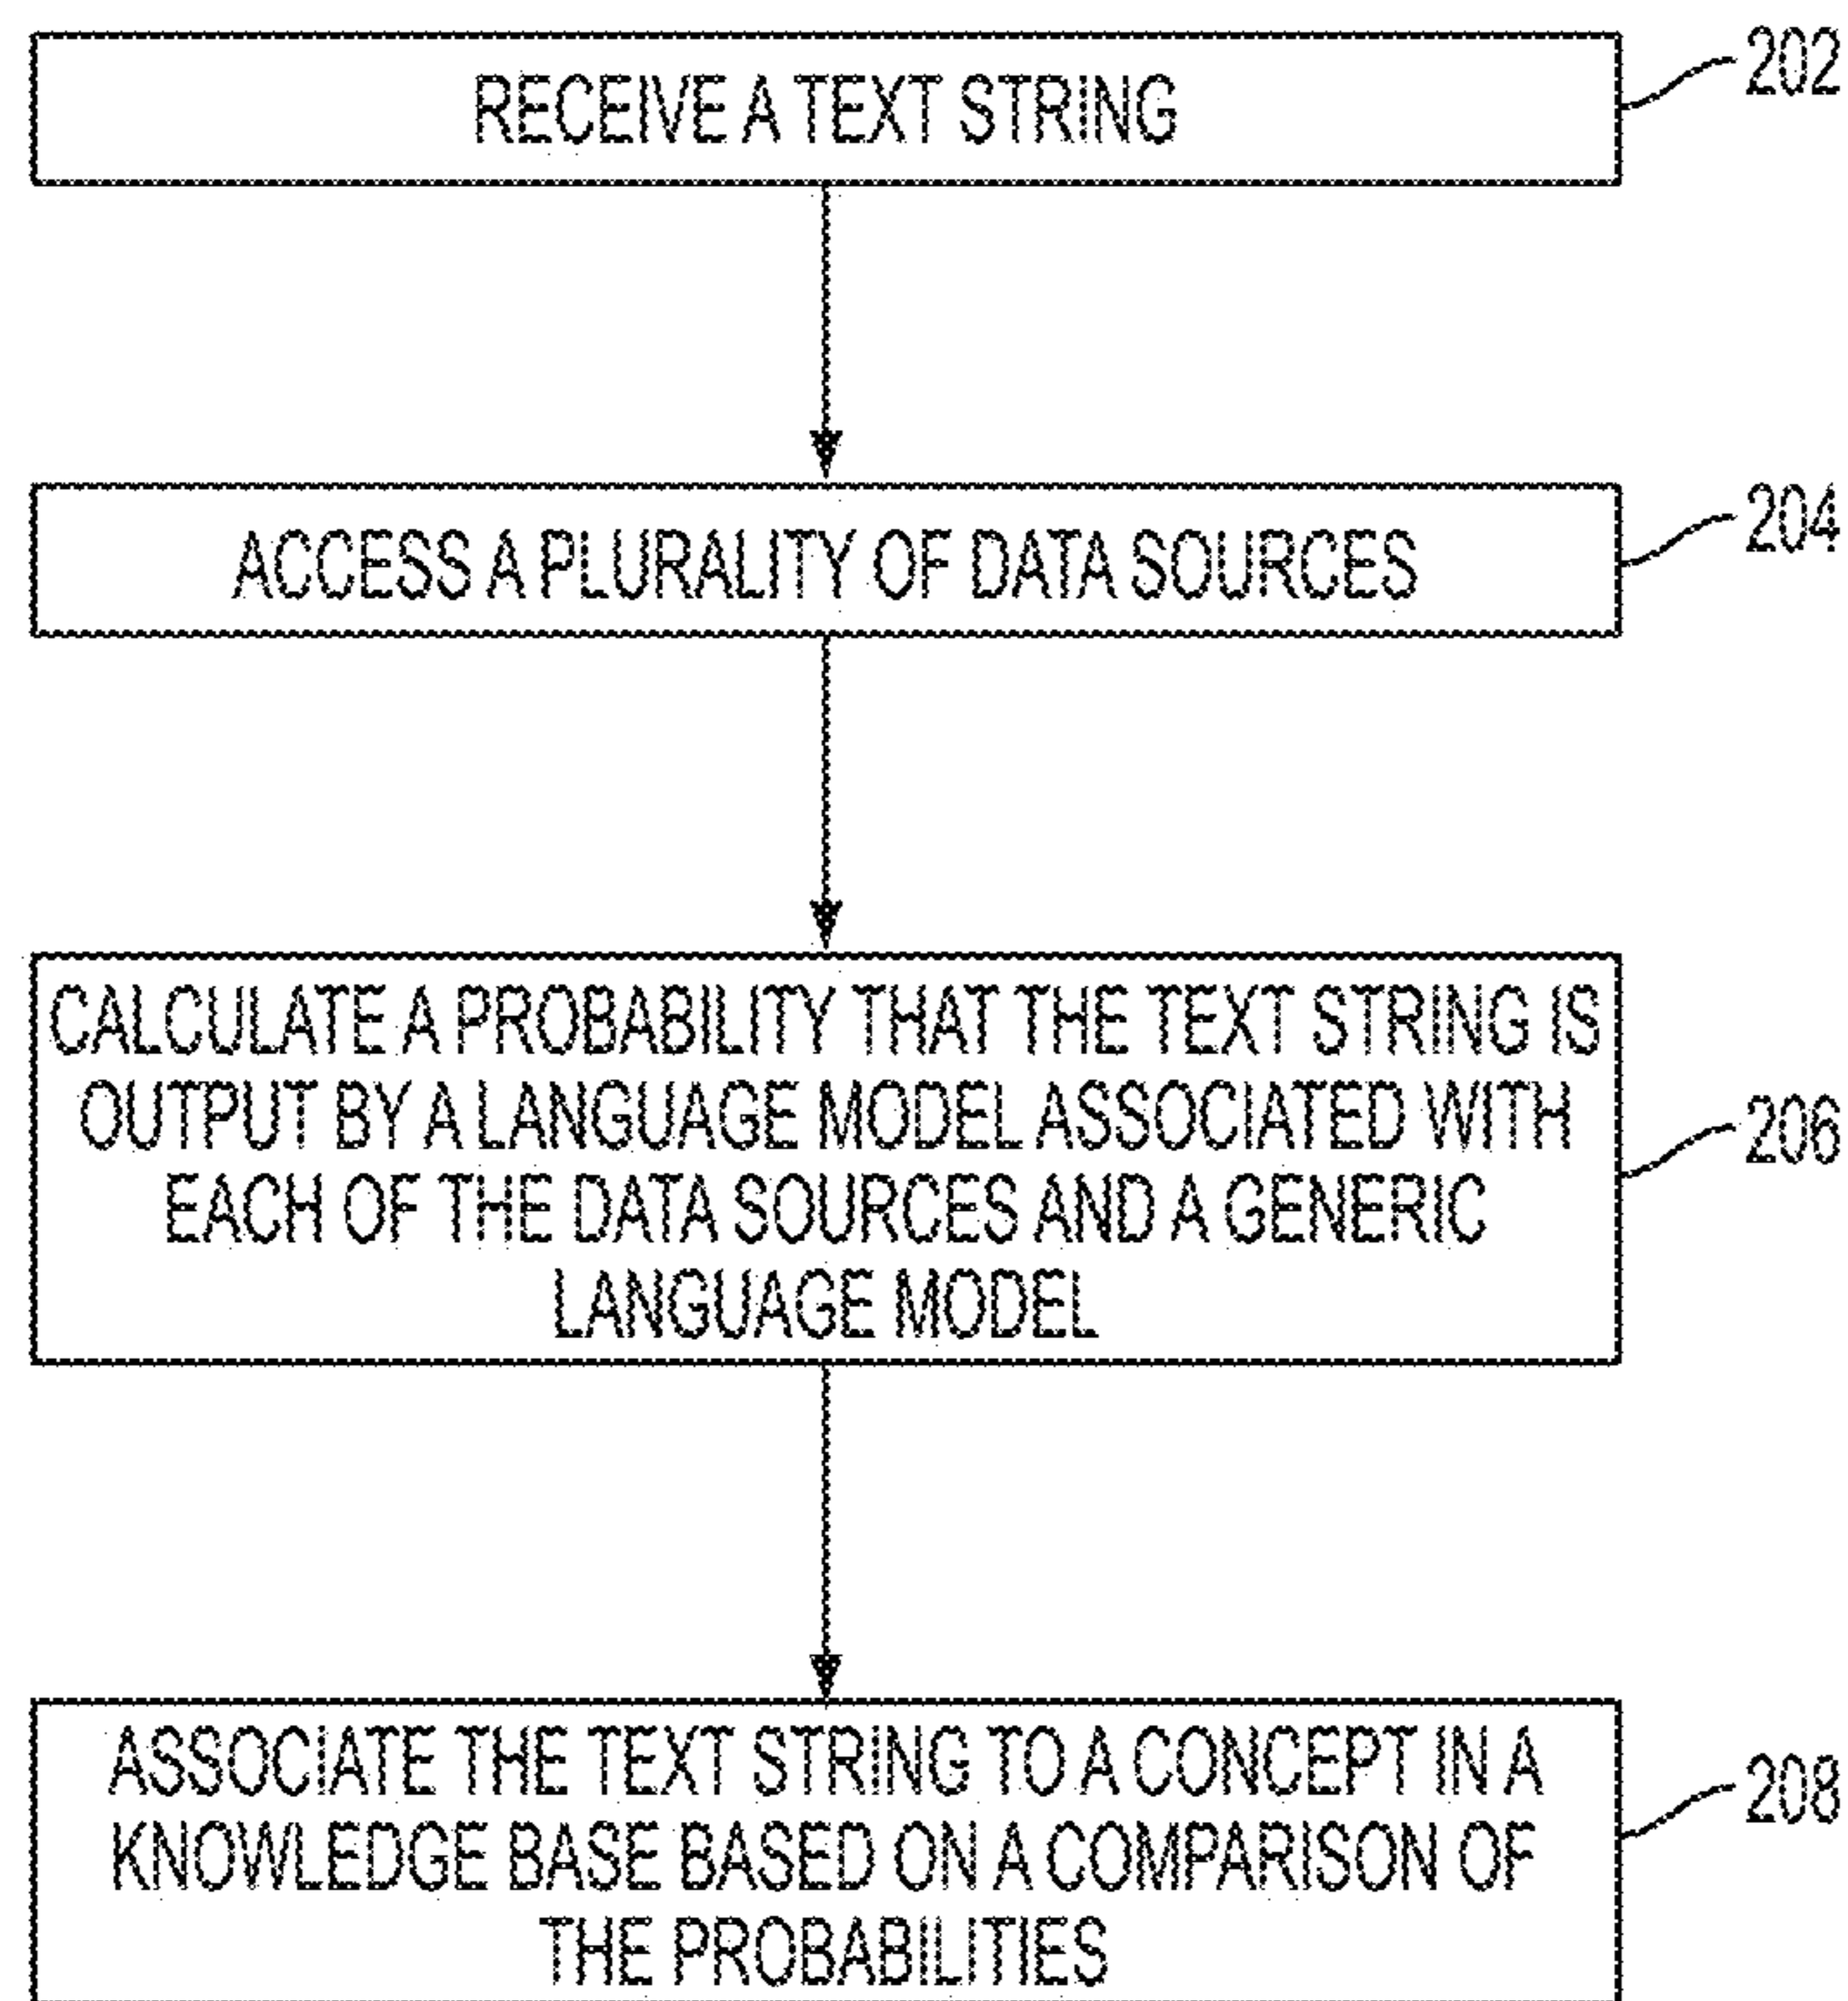 RECEIVE A TEXT STRING
202
ACCESS A PLURALITY OF DATA SOURCES
204
CALCULATE A PROBABILITY THAT THE TEXT STRING IS
OUTPUT BY A LANGUAGE MODEL ASSOCIATED WITH
EACH OF THE DATA SOURCES AND A GENERIC
LANGUAGE MODEL
206
ASSOCIATE THE TEXT STRING TO A CONCEPT IN A
KNOWLEDGE BASE BASED ON A COMPARISON OF
THE PROBABILITIES
208